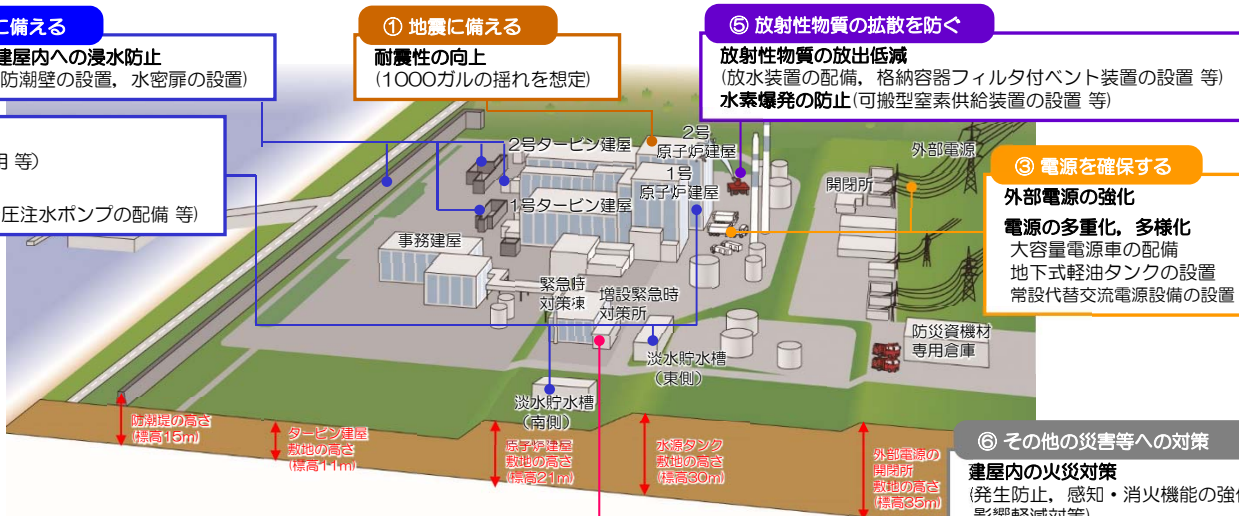 に備える
建屋内への浸水防止
防潮壁の設置，水密扉の設置)
用 等)
圧注水ポンプの配備 等)
① 地震に備える
耐震性の向上
(1000ガルの揺れを想定)
⑤ 放射性物質の拡散を防ぐ
放射性物質の放出低減
(放水装置の配備，格納容器フィルタ付ベント装置の設置 等)
水素爆発の防止(可搬型窒素供給装置の設置 等)
③ 電源を確保する
外部電源の強化
電源の多重化，多様化
大容量電源車の配備
地下式軽油タンクの設置
常設代替交流電源設備の設置
2号タービン建屋
2号
原子炉建屋
1号
原子炉建屋
1号タービン建屋
外部電源
開閉所
事務建屋
緊急時
対策棟
増設緊急時
対策所
淡水貯水槽
(東側)
淡水貯水槽
(南側)
防災資機材
専用倉庫
防潮堤の高さ
(標高15m)
タービン建屋
敷地の高さ
(標高11m)
原子炉建屋
敷地の高さ
(標高21m)
水源タンク
敷地の高さ
(標高30m)
外部電源の
開閉所
敷地の高さ
(標高35m)
⑥ その他の災害等への対策
建屋内の火災対策
(発生防止，感知・消火機能の強化
影響軽減対策)